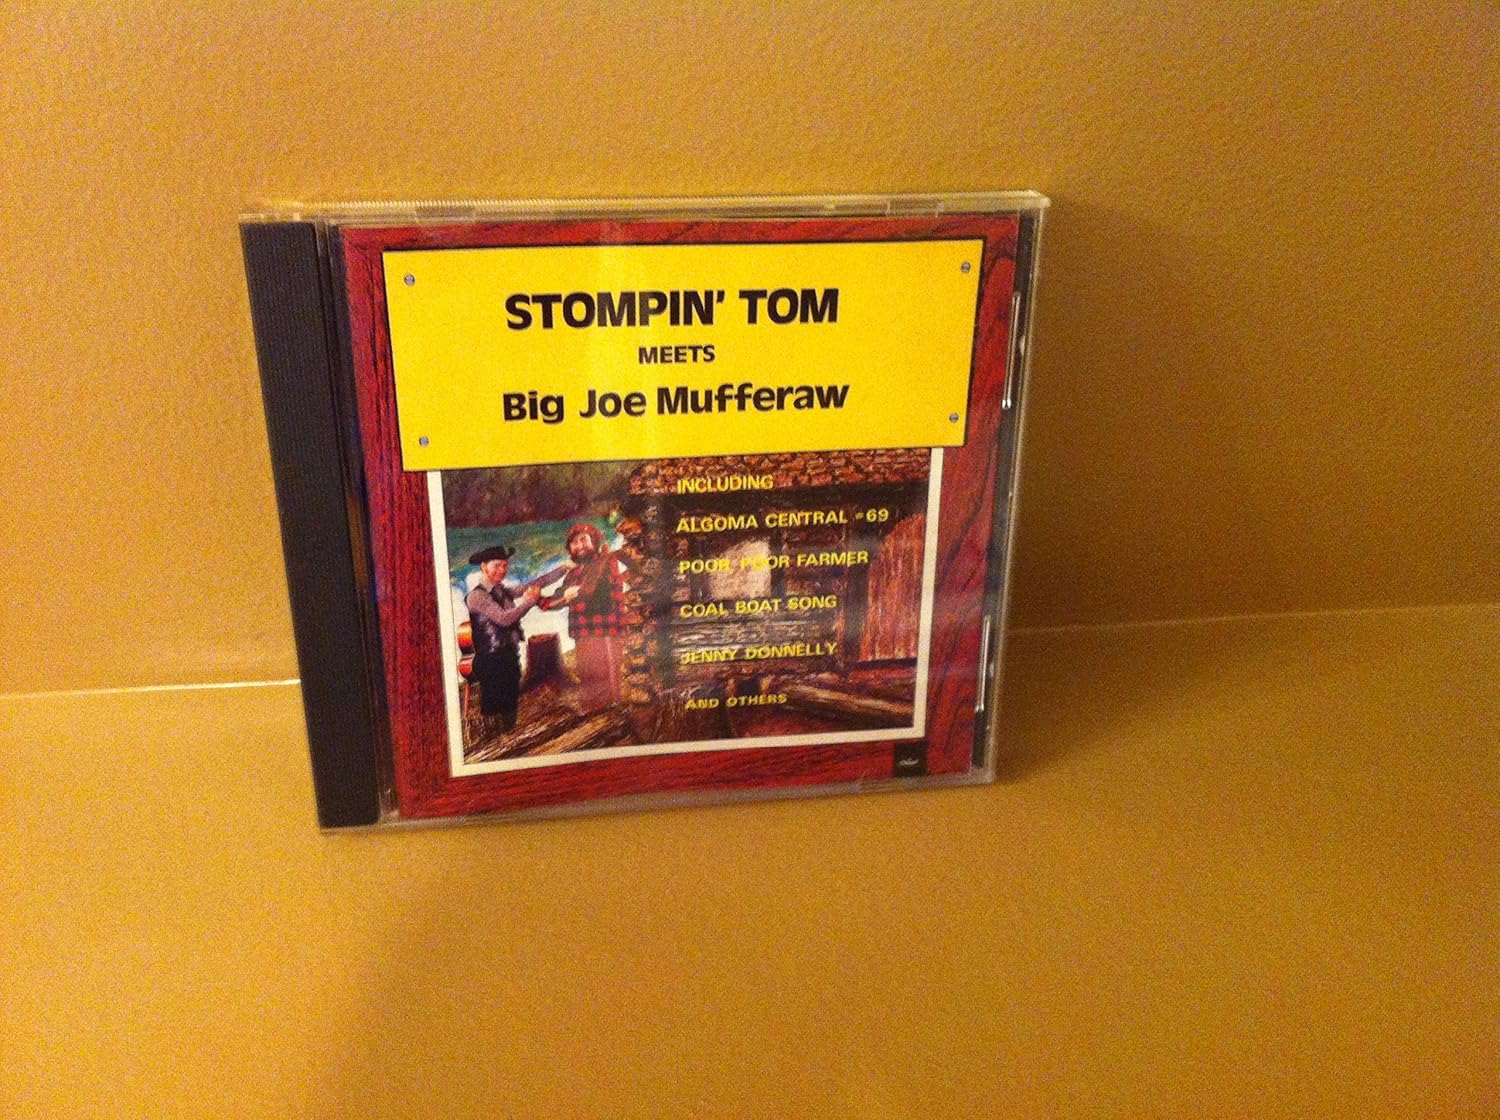 STOMPIN' TOM
MEETS
Big Joe Mufferaw
INCLUDING
ALGOMA CENTRAL #69
POOR, POOR FARMER
COAL BOAT SONG
JENNY DONNELLY
AND OTHERS